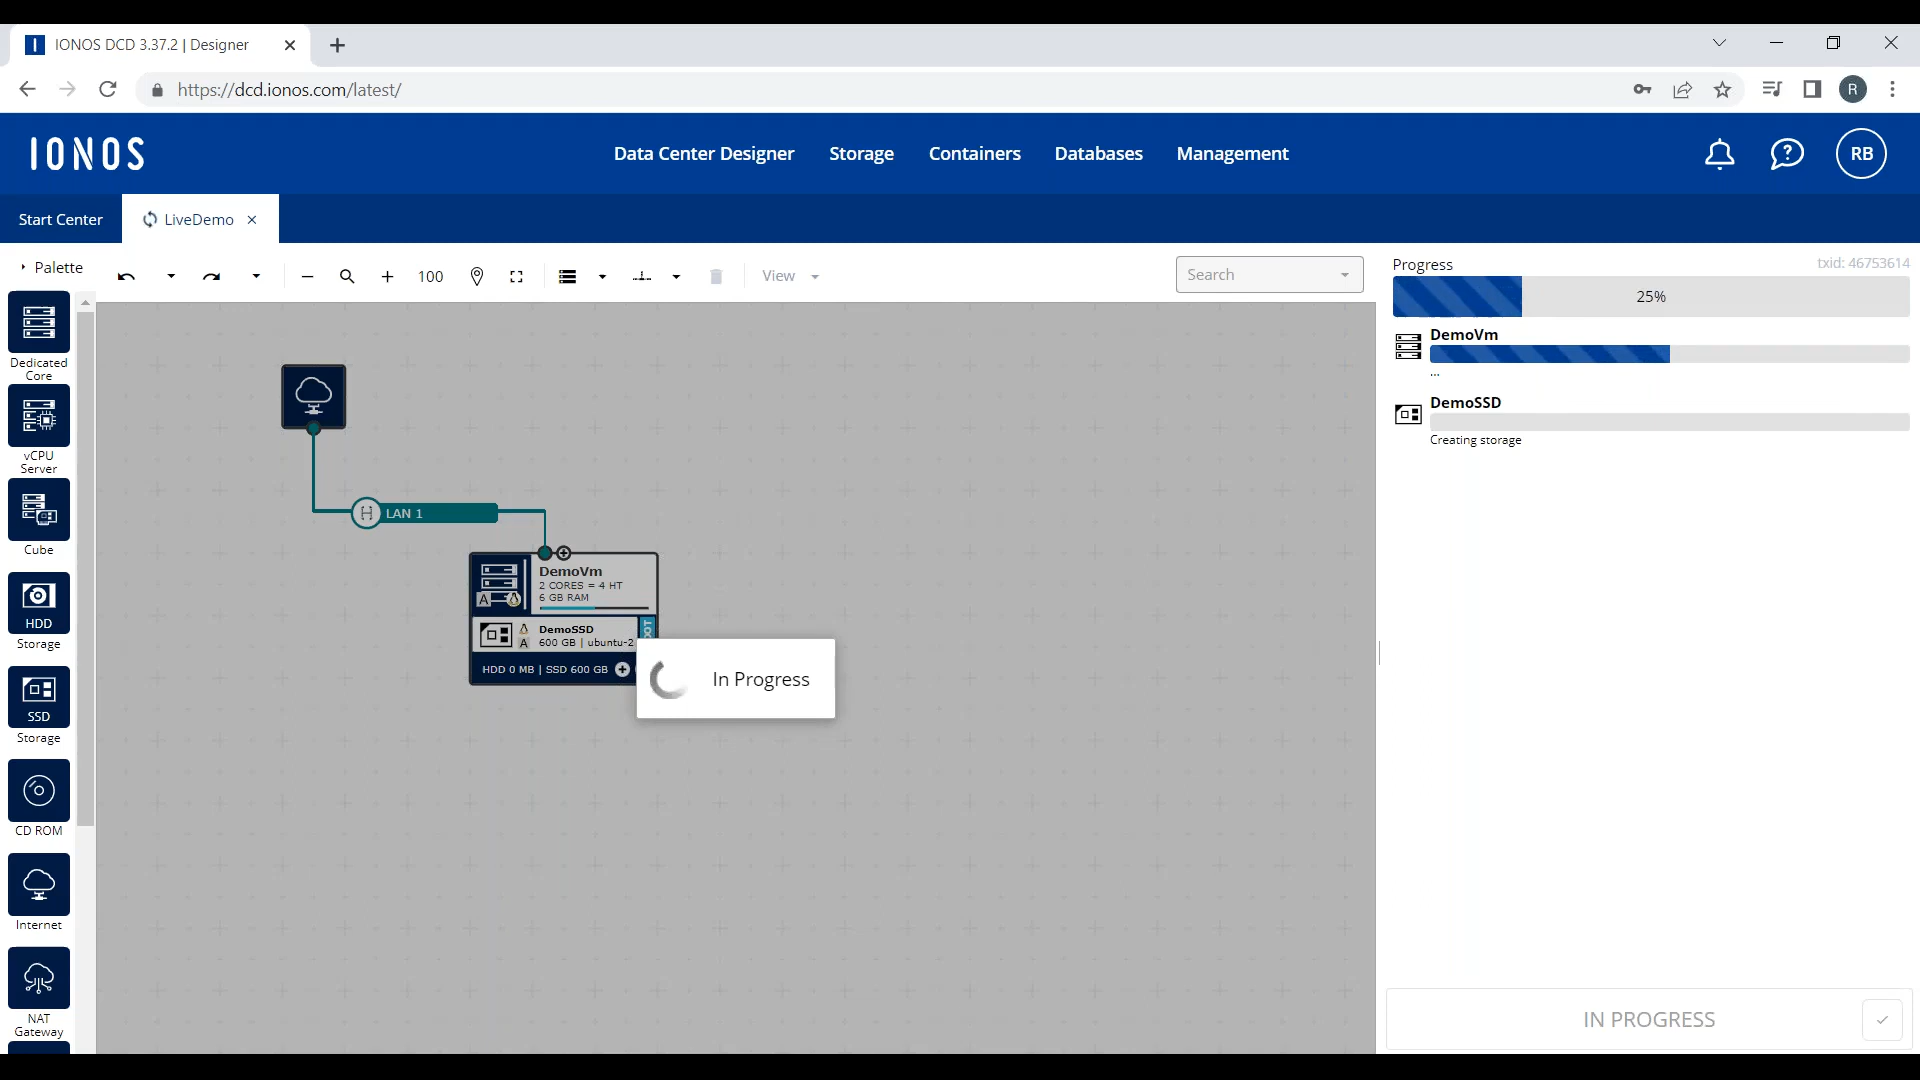 IONOS DCD 3.37.2 | Designer
https://dcd.ionos.com/latest/
R
IONOS
Data Center Designer
Storage
Containers
Databases
Management
RB
Start Center
LiveDemo
Palette
100
View
Search
Progress
txid: 46753614
25%
DemoVm
...
DemoSSD
Creating storage
Dedicated
Core
vCPU
Server
Cube
HDD
Storage
SSD
Storage
CD ROM
Internet
NAT
Gateway
LAN 1
DemoVm
2 CORES = 4 HT
6 GB RAM
A
DemoSSD
A
600 GB | ubuntu-2
HDD 0 MB | SSD 600 GB
In Progress
IN PROGRESS